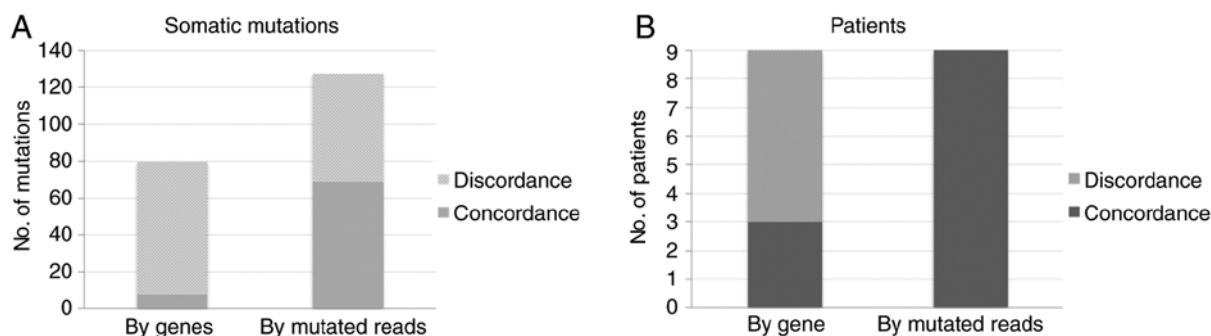 A
Somatic mutations
No. of mutations
140
120
100
80
60
40
20
0
By genes
By mutated reads
Discordance
Concordance
B
Patients
No. of patients
9
8
7
6
5
4
3
2
1
0
By gene
By mutated reads
Discordance
Concordance